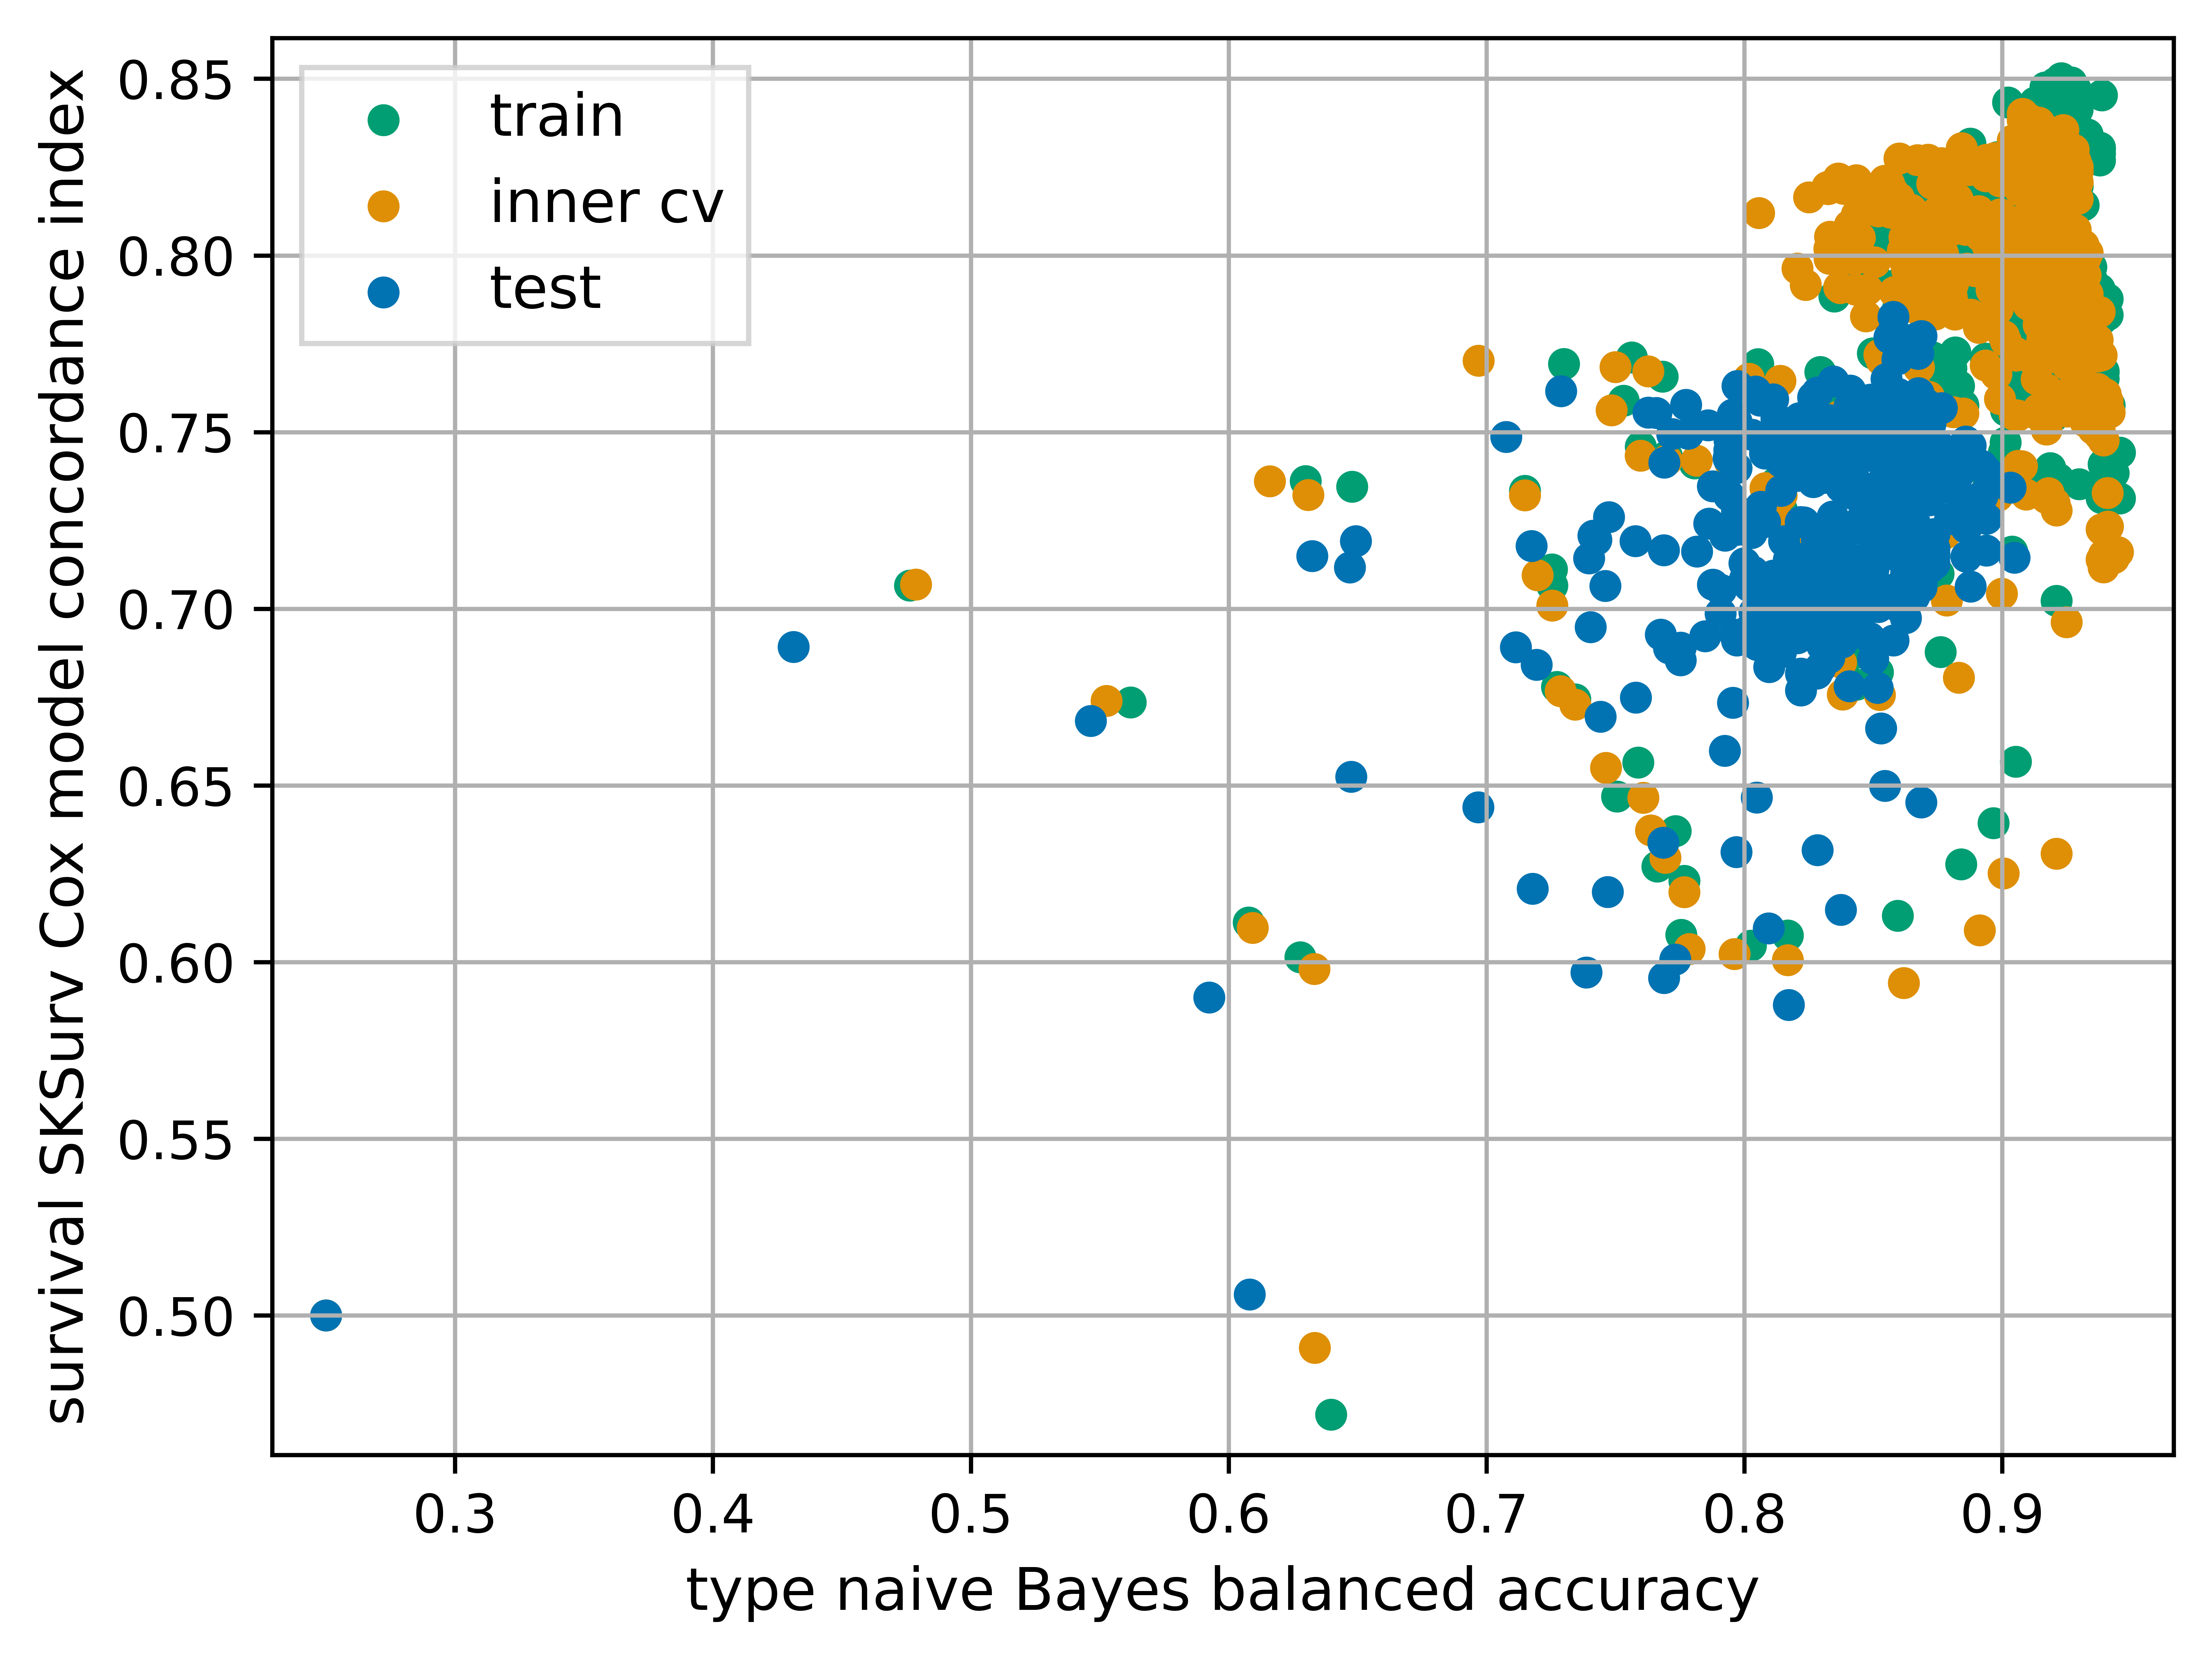 survival SKSurv Cox model concordance index
0.85
0.80
0.75
0.70
0.65
0.60
0.55
0.50
train
inner cv
test
0.3 0.4 0.5 0.6 0.7 0.8 0.9
type naive Bayes balanced accuracy